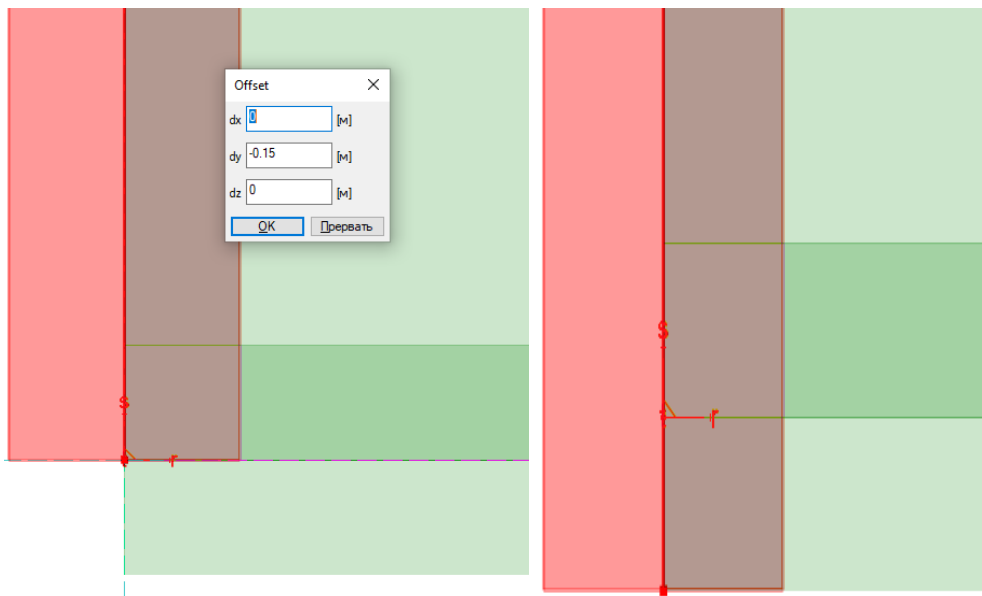 Offset
dx 0 [м]
dy -0.15 [м]
dz 0 [м]
OK Прервать
s
r
s
r